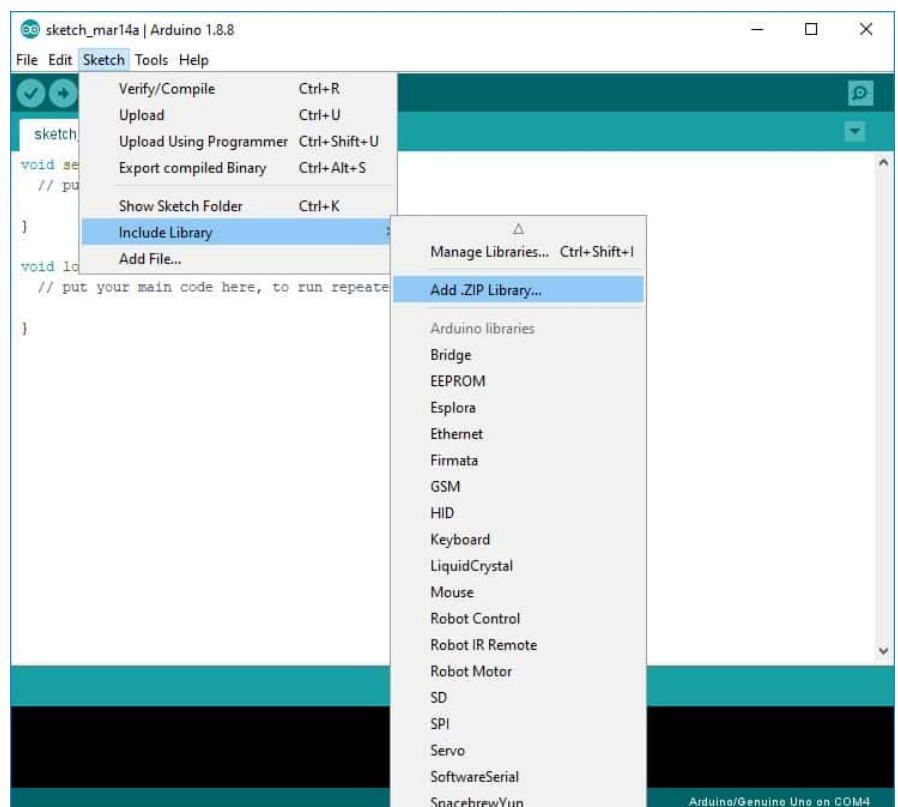 sketch_mar14a | Arduino 1.8.8
File Edit Sketch Tools Help
Verify/Compile Ctrl+R
Upload Ctrl+U
Upload Using Programmer Ctrl+Shift+U
Export compiled Binary Ctrl+Alt+S
Show Sketch Folder Ctrl+K
Include Library
Add File...
sketch_
void se
// pu
}
void lo
// put your main code here, to run repeate
}
Manage Libraries... Ctrl+Shift+I
Add .ZIP Library...
Arduino libraries
Bridge
EEPROM
Esplora
Ethernet
Firmata
GSM
HID
Keyboard
LiquidCrystal
Mouse
Robot Control
Robot IR Remote
Robot Motor
SD
SPI
Servo
SoftwareSerial
SpacebrewYun
Arduino/Genuino Uno on COM4